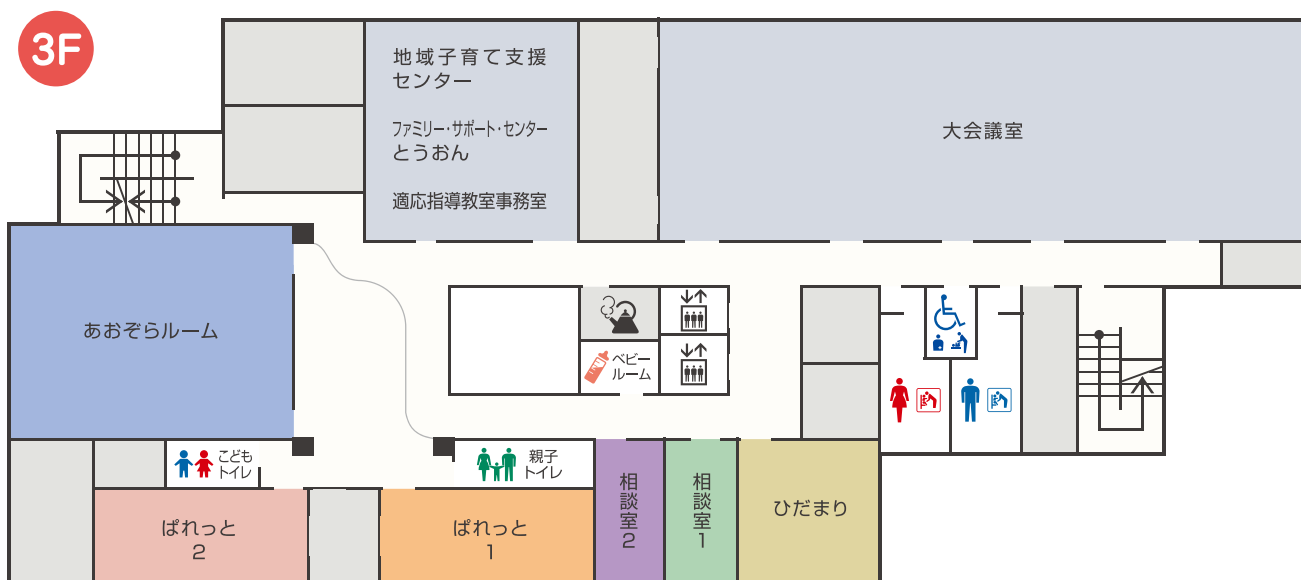 3F
地域子育て支援
センター
ファミリー・サポート・センター
とうおん
適応指導教室事務室
大会議室
あおぞらルーム
ベビー
ルーム
こども
トイレ
親子
トイレ
相談室2
相談室1
ひだまり
ぱれっと
2
ぱれっと
1